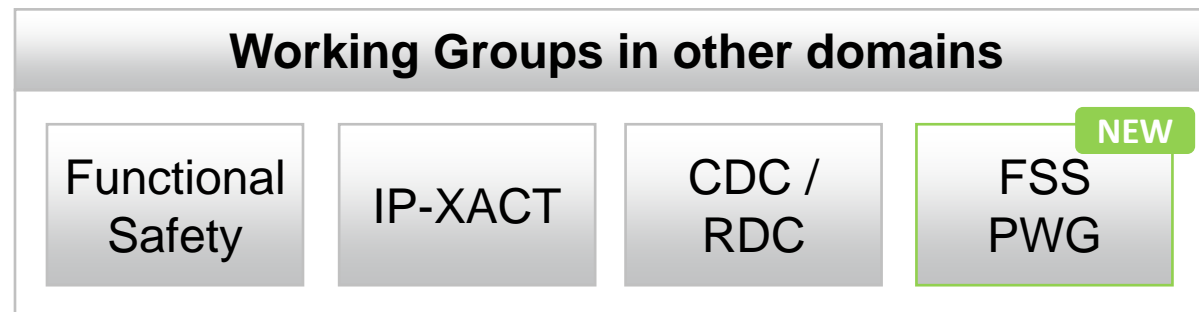 Working Groups in other domains
Functional
Safety
IP-XACT
CDC /
RDC
NEW
FSS
PWG